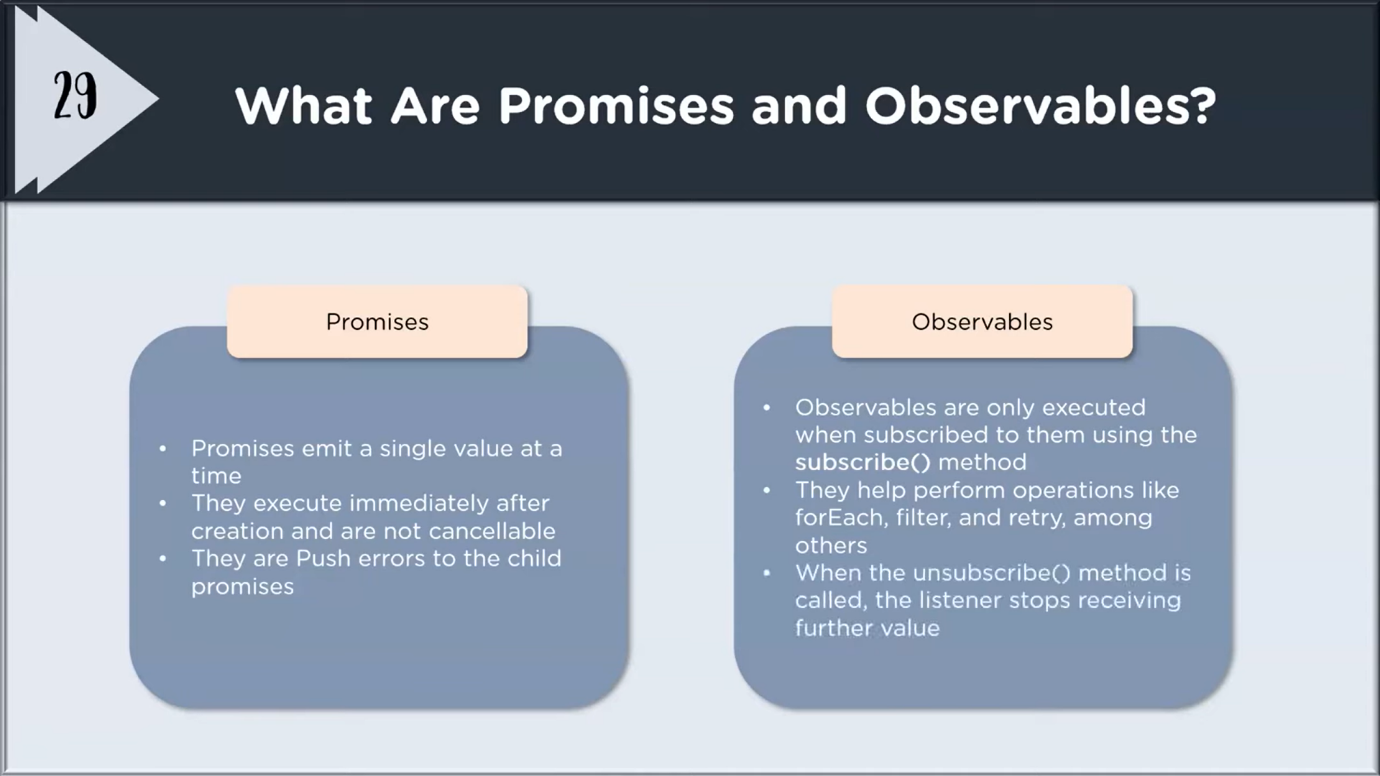 29
What Are Promises and Observables?
Promises
• Promises emit a single value at a
time
• They execute immediately after
creation and are not cancellable
• They are Push errors to the child
promises
Observables
• Observables are only executed
when subscribed to them using the
subscribe() method
• They help perform operations like
forEach, filter, and retry, among
others
• When the unsubscribe() method is
called, the listener stops receiving
further value